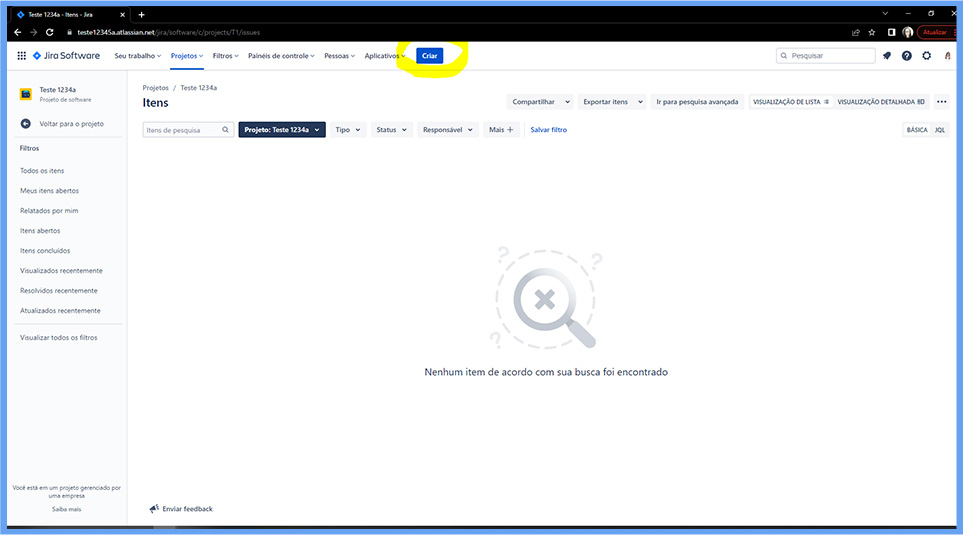 Teste 1234a - Itens - Jira
teste12345a.atlassian.net/jira/software/c/projects/T1/issues
Atualizar
Jira Software Seu trabalho Projetos Filtros Painéis de controle Pessoas Aplicativos Criar Pesquisar
Teste 1234a
Projeto de software
Voltar para o projeto
Filtros
Todos os itens
Meus itens abertos
Relatados por mim
Itens abertos
Itens concluídos
Visualizados recentemente
Resolvidos recentemente
Atualizados recentemente
Visualizar todos os filtros
Você está em um projeto gerenciado por
uma empresa
Saiba mais
Projetos / Teste 1234a
Itens
Compartilhar Exportar itens Ir para pesquisa avançada VISUALIZAÇÃO DE LISTA VISUALIZAÇÃO DETALHADA
Itens de pesquisa Projeto: Teste 1234a Tipo Status Responsável Mais + Salvar filtro BÁSICA JQL
? ?
?
Nenhum item de acordo com sua busca foi encontrado
Enviar feedback